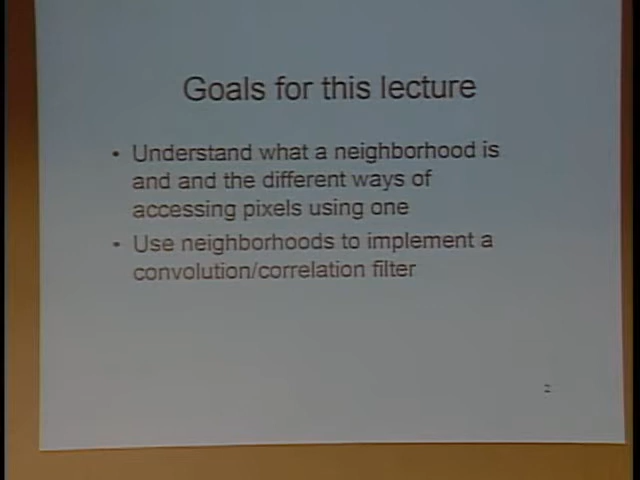 Goals for this lecture
• Understand what a neighborhood is
and and the different ways of
accessing pixels using one
• Use neighborhoods to implement a
convolution/correlation filter
2